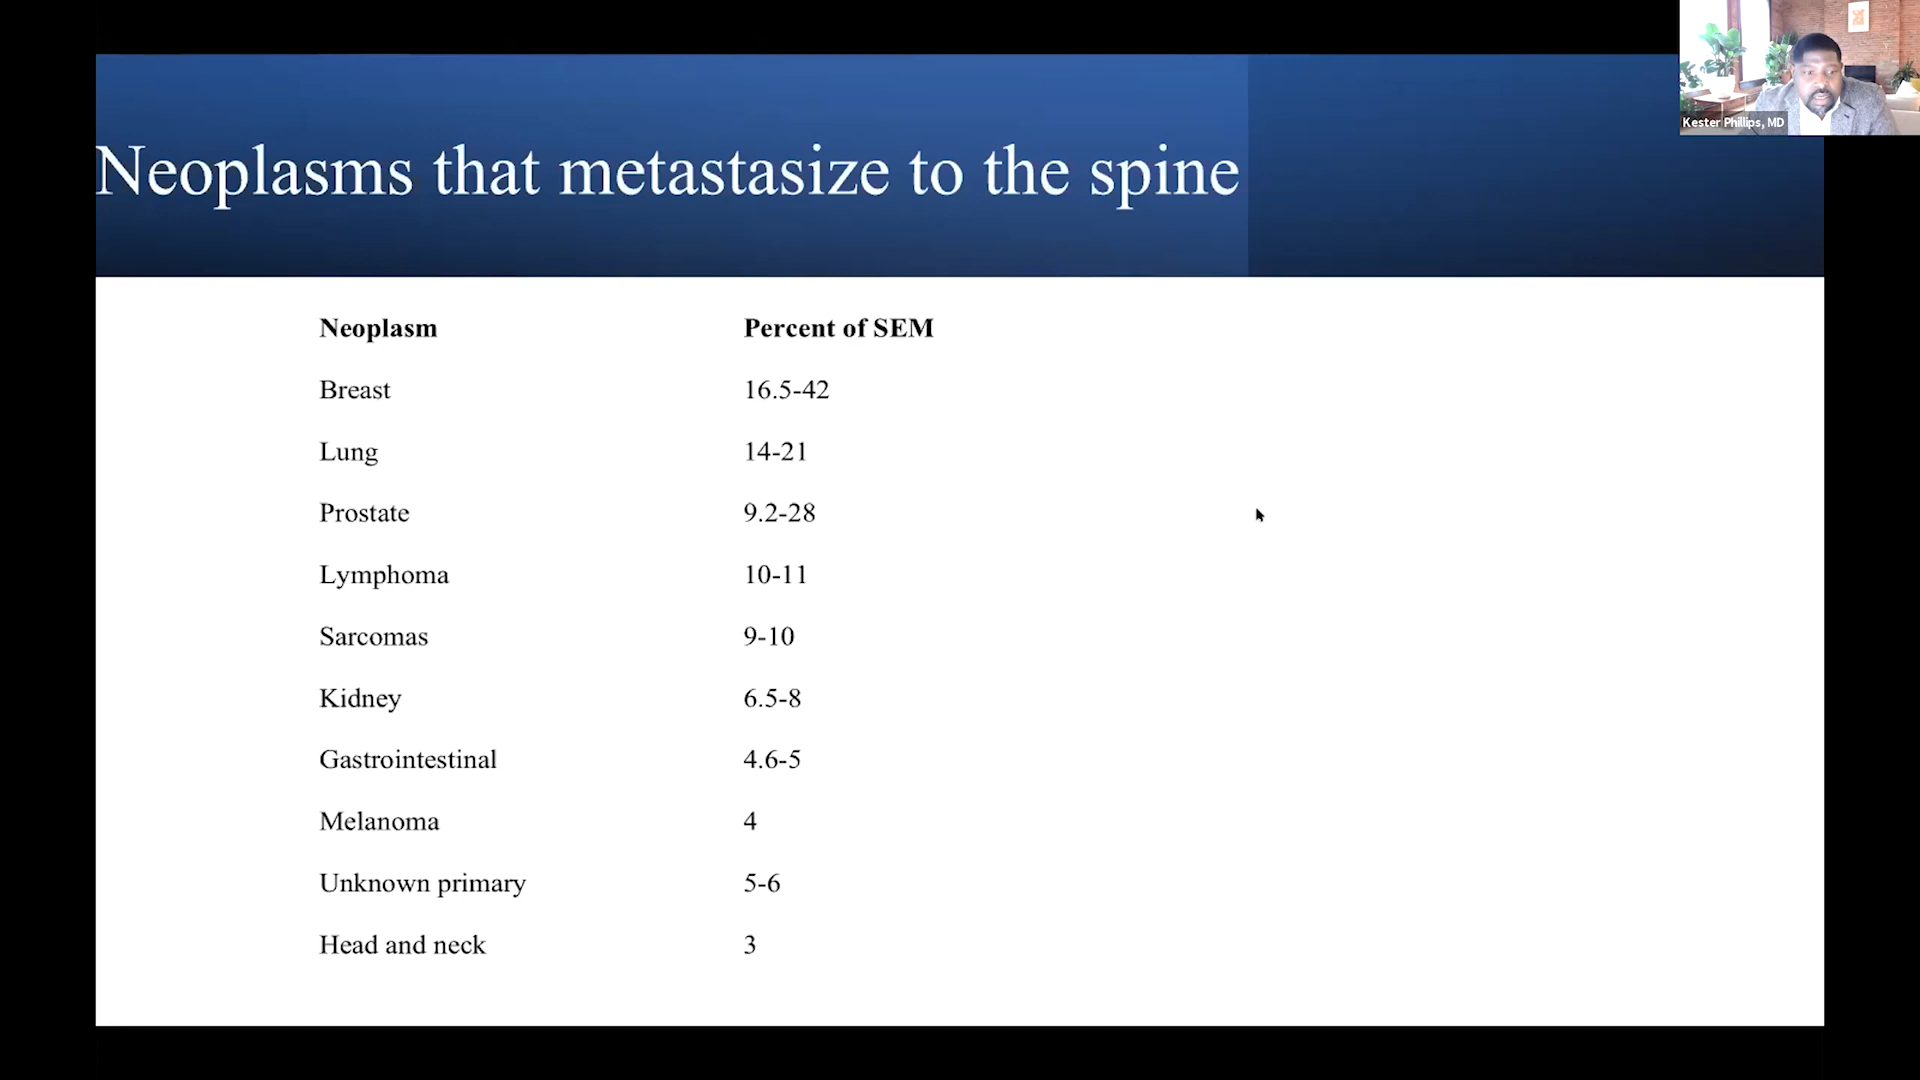 Kester Phillips, MD
Neoplasms that metastasize to the spine
Neoplasm Percent of SEM
Breast 16.5-42
Lung 14-21
Prostate 9.2-28
Lymphoma 10-11
Sarcomas 9-10
Kidney 6.5-8
Gastrointestinal 4.6-5
Melanoma 4
Unknown primary 5-6
Head and neck 3